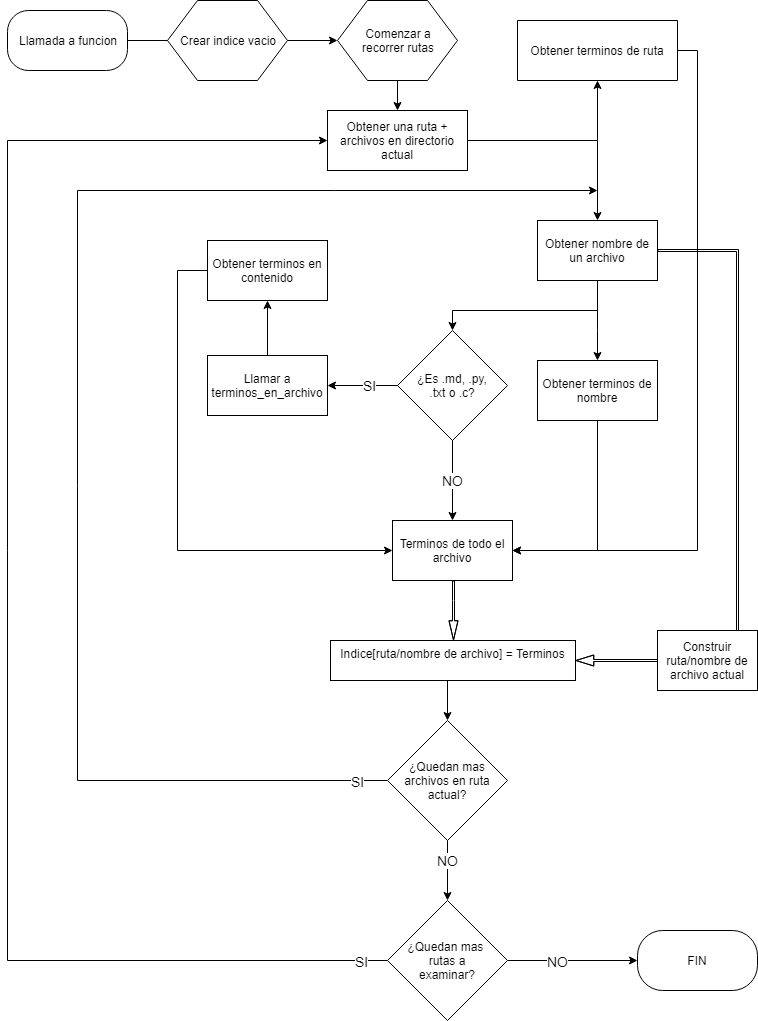 Llamada a funcion
Crear indice vacio
Comenzar a
recorrer rutas
Obtener terminos de ruta
Obtener una ruta +
archivos en directorio
actual
Obtener nombre de
un archivo
Obtener terminos en
contenido
Llamar a
terminos_en_archivo
SI
¿Es .md, .py,
.txt o .c?
Obtener terminos de
nombre
NO
Terminos de todo el
archivo
Indice[ruta/nombre de archivo] = Terminos
Construir
ruta/nombre de
archivo actual
¿Quedan mas
archivos en ruta
actual?
SI
NO
¿Quedan mas
rutas a
examinar?
SI
NO
FIN